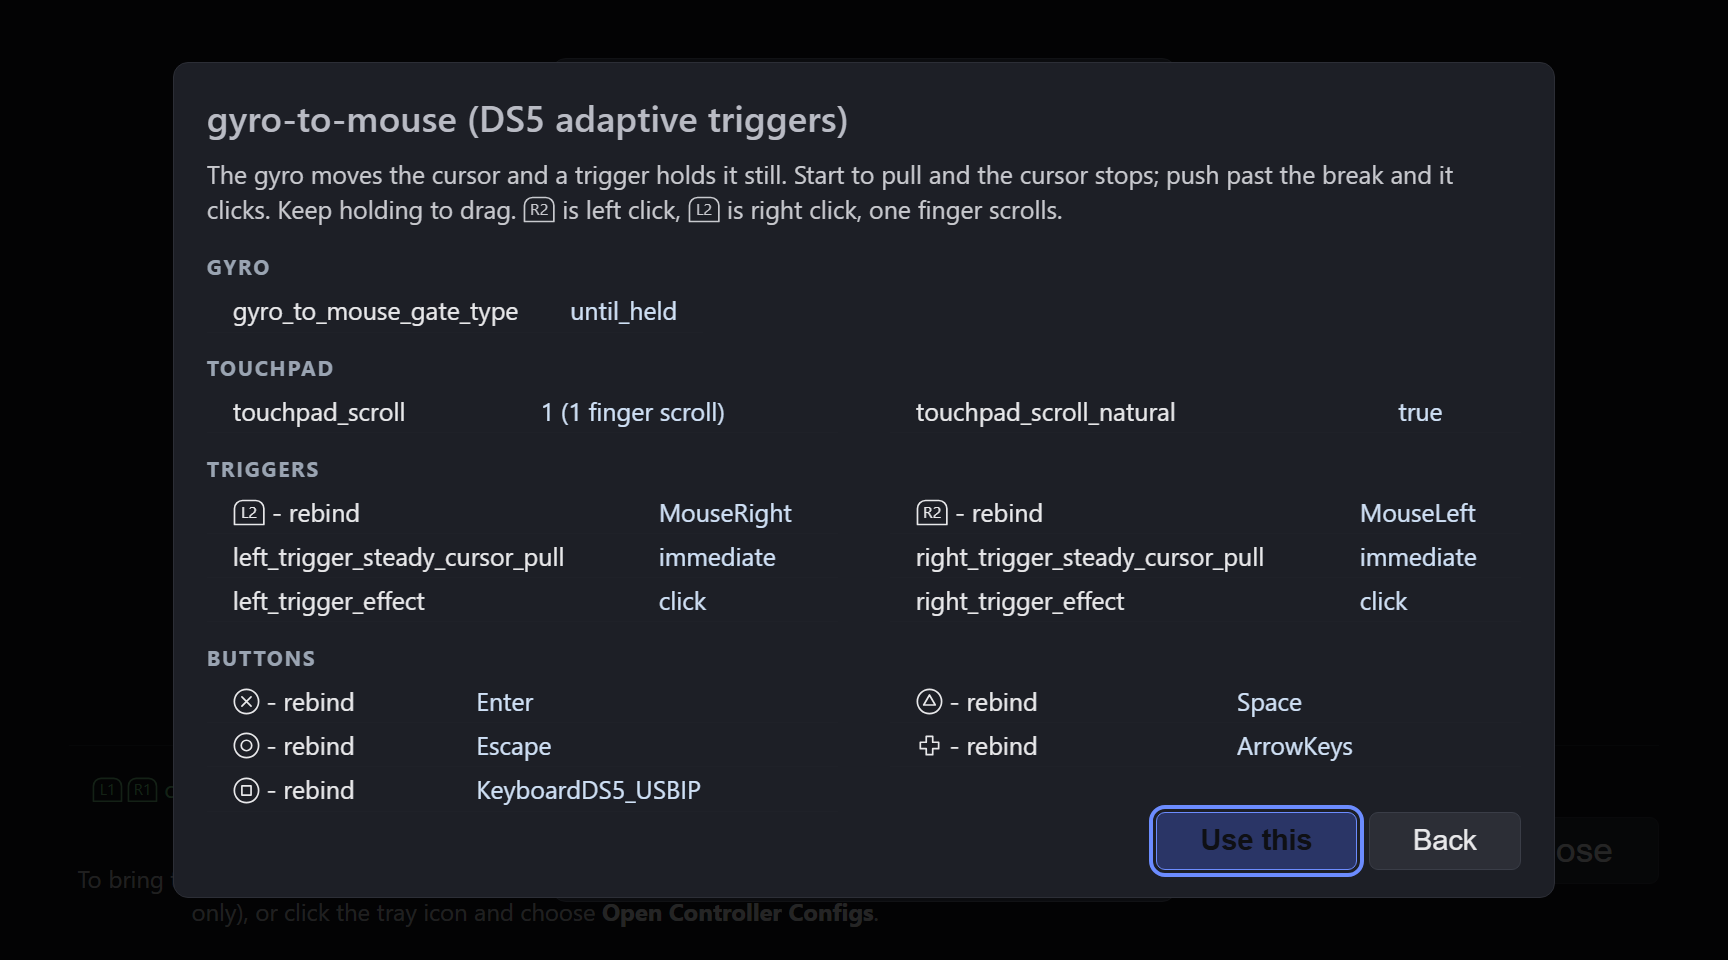 gyro-to-mouse (DS5 adaptive triggers)
The gyro moves the cursor and a trigger holds it still. Start to pull and the cursor stops; push past the break and it
clicks. Keep holding to drag. R2 is left click, L2 is right click, one finger scrolls.
GYRO
gyro_to_mouse_gate_type until_held
TOUCHPAD
touchpad_scroll 1 (1 finger scroll) touchpad_scroll_natural true
TRIGGERS
L2 - rebind MouseRight R2 - rebind MouseLeft
left_trigger_steady_cursor_pull immediate right_trigger_steady_cursor_pull immediate
left_trigger_effect click right_trigger_effect click
BUTTONS
- rebind Enter - rebind Space
- rebind Escape - rebind ArrowKeys
- rebind KeyboardDS5_USBIP
L1 R1
Use this Back
To bring
only), or click the tray icon and choose Open Controller Configs.